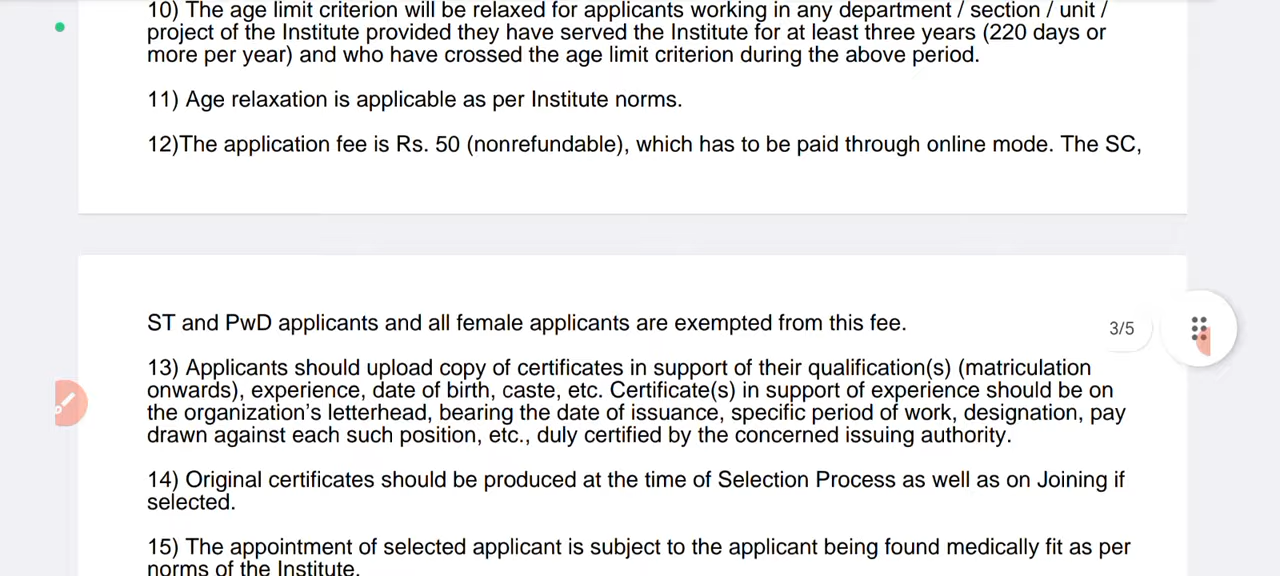 10) The age limit criterion will be relaxed for applicants working in any department / section / unit /
project of the Institute provided they have served the Institute for at least three years (220 days or
more per year) and who have crossed the age limit criterion during the above period.
11) Age relaxation is applicable as per Institute norms.
12)The application fee is Rs. 50 (nonrefundable), which has to be paid through online mode. The SC,
ST and PwD applicants and all female applicants are exempted from this fee.
3/5
13) Applicants should upload copy of certificates in support of their qualification(s) (matriculation
onwards), experience, date of birth, caste, etc. Certificate(s) in support of experience should be on
the organization's letterhead, bearing the date of issuance, specific period of work, designation, pay
drawn against each such position, etc., duly certified by the concerned issuing authority.
14) Original certificates should be produced at the time of Selection Process as well as on Joining if
selected.
15) The appointment of selected applicant is subject to the applicant being found medically fit as per
norms of the Institute.